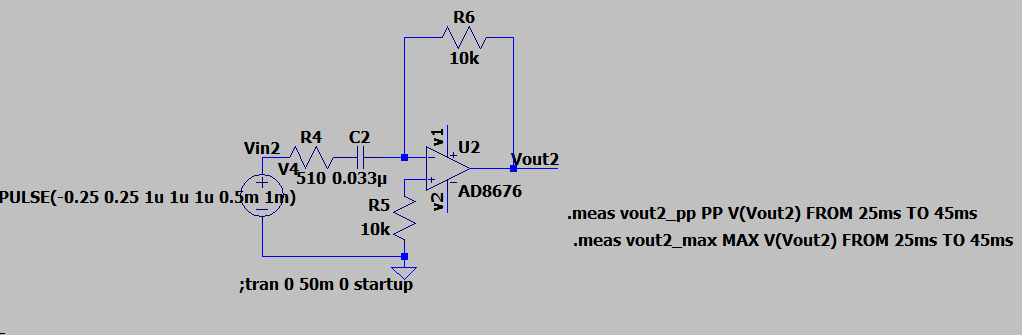 R6
10k
R4 C2
Vin2
V4
510 0.033µ
v1
U2
Vout2
AD8676
v2
PULSE(-0.25 0.25 1u 1u 1u 0.5m 1m)
R5
10k
.meas vout2_pp PP V(Vout2) FROM 25ms TO 45ms
.meas vout2_max MAX V(Vout2) FROM 25ms TO 45ms
;tran 0 50m 0 startup